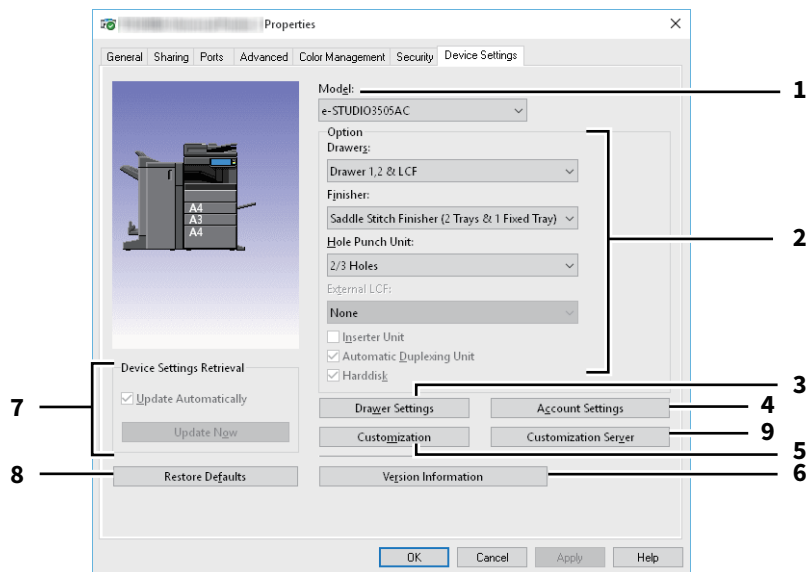 Properties
General Sharing Ports Advanced Color Management Security Device Settings
Model:
1
e-STUDIO3505AC
Option
Drawers:
Drawer 1,2 & LCF
Finisher:
Saddle Stitch Finisher (2 Trays & 1 Fixed Tray)
2
Hole Punch Unit:
2/3 Holes
External LCF:
None
Inserter Unit
Automatic Duplexing Unit
Harddisk
A4
A3
A4
Device Settings Retrieval
7
Update Automatically
Update Now
3
Drawer Settings
Account Settings
4
Customization
Customization Server
9
5
8
Restore Defaults
Version Information
6
OK Cancel Apply Help